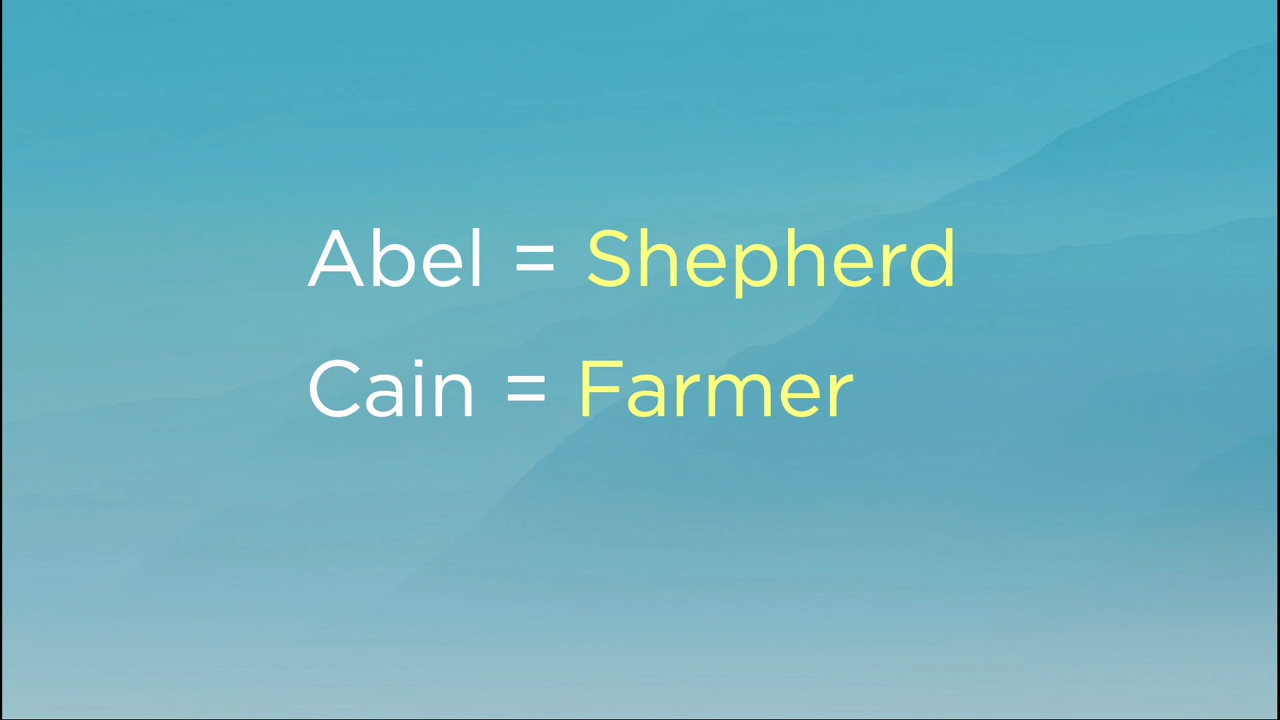 Abel = Shepherd
Cain = Farmer